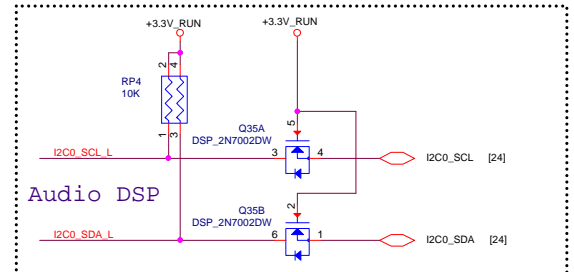 +3.3V_RUN
+3.3V_RUN
2
4
RP4
10K
1
3
Q35A
DSP_2N7002DW
5
3
4
I2C0_SCL_L
I2C0_SCL [24]
Audio DSP
Q35B
DSP_2N7002DW
2
6
1
I2C0_SDA_L
I2C0_SDA [24]